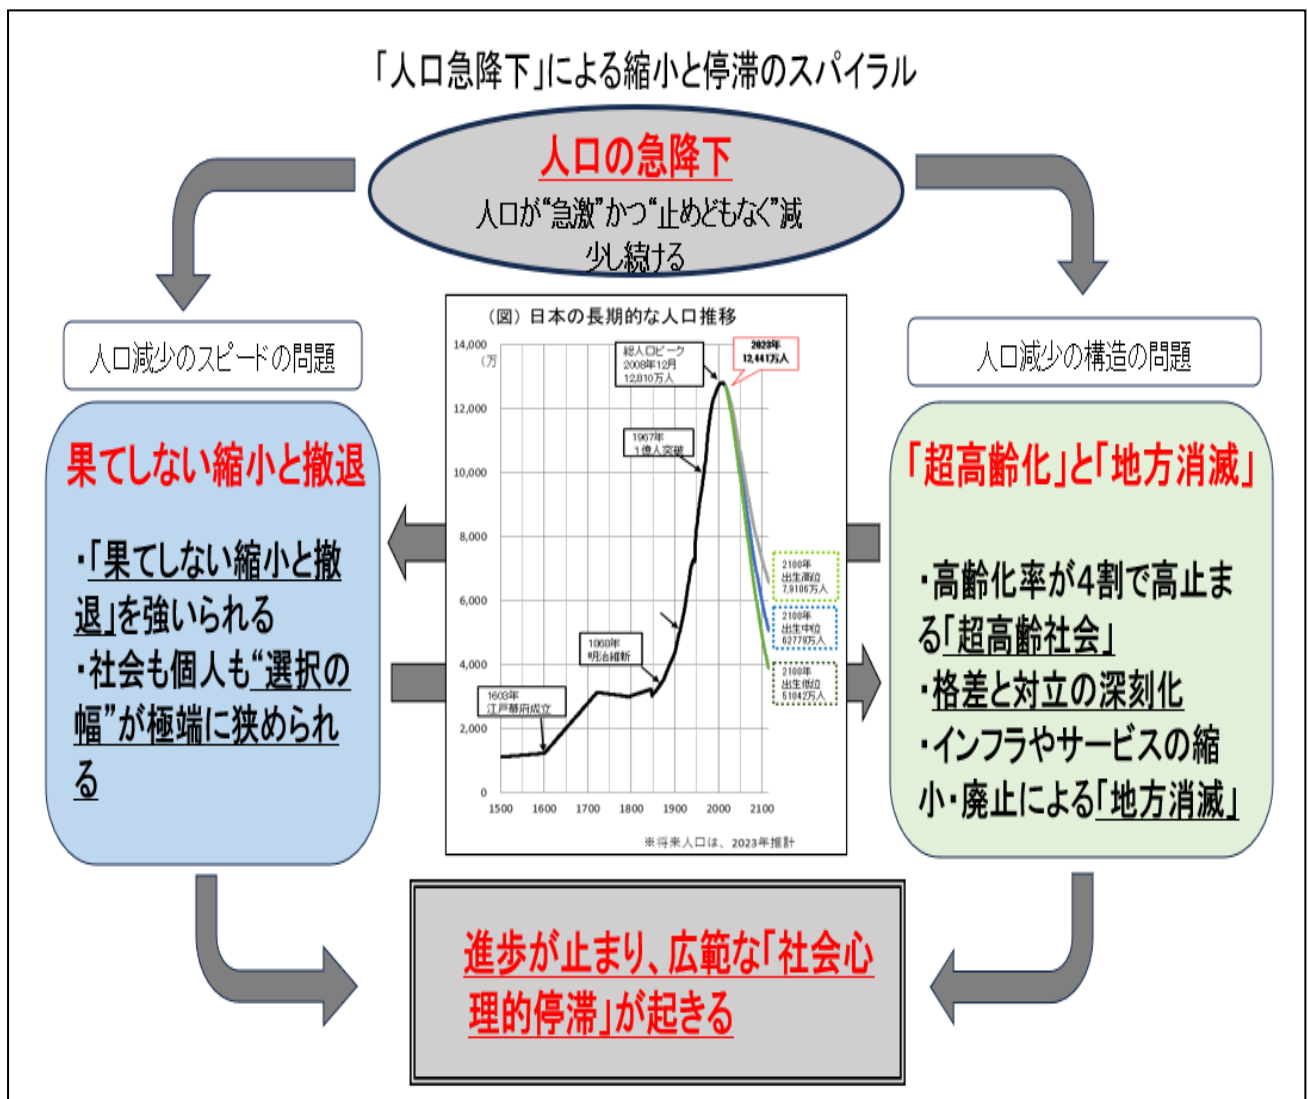 「人口急降下」による縮小と停滞のスパイラル
人口の急降下
人口が“急激”かつ“止めどもなく”減
少し続ける
人口減少のスピードの問題
果てしない縮小と撤退
・「果てしない縮小と撤
退」を強いられる
・社会も個人も“選択の
幅”が極端に狭められ
る
(図) 日本の長期的な人口推移
14,000
(万
12,000
10,000
8,000
6,000
4,000
2,000
0
1500
1600
1700
1800
1900
2000
2100
総人口ピーク
2008年12月
12,810万人
2023年
12,441万人
1967年
1億人突破
1868年
明治維新
1603年
江戸幕府成立
2100年
出生高位
7,9106万人
2100年
出生中位
62779万人
2100年
出生低位
51042万人
※将来人口は、2023年推計
人口減少の構造の問題
「超高齢化」と「地方消滅」
・高齢化率が4割で高止ま
る「超高齢社会」
・格差と対立の深刻化
・インフラやサービスの縮
小・廃止による「地方消滅」
進歩が止まり、広範な「社会心
理的停滞」が起きる